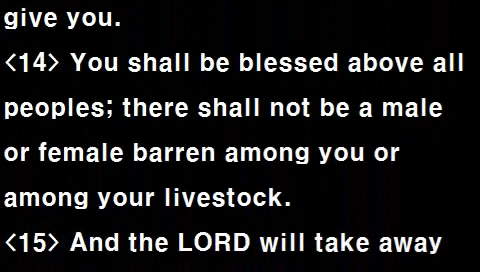 give you.
<14> You shall be blessed above all
peoples; there shall not be a male
or female barren among you or
among your livestock.
<15> And the LORD will take away